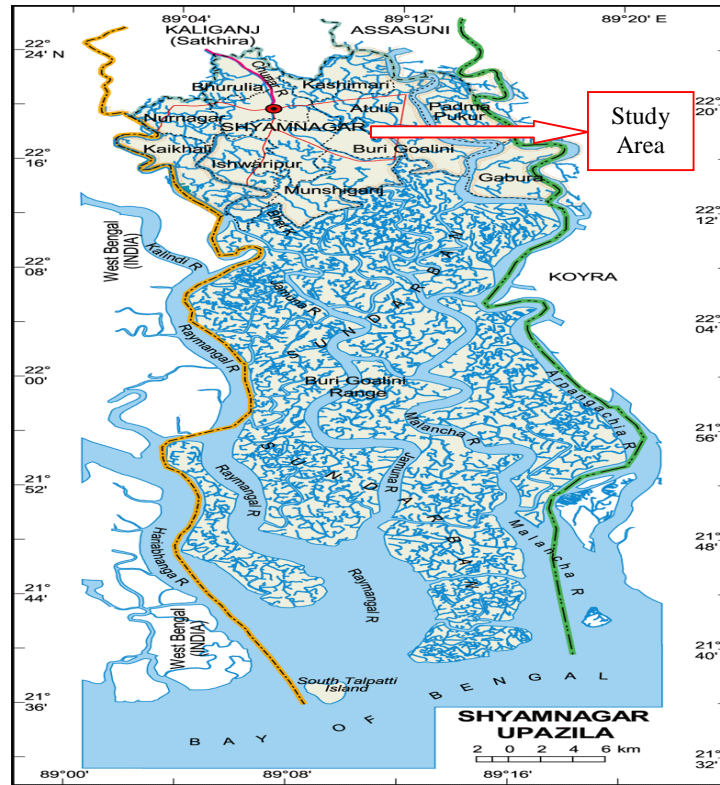 89°04'
89°12'
89°20' E
KALIGANJ
(Satkhira)
ASSASUNI
22°
24' N
Chunar R
Bhurulia
Kashimari
Atulia
Padma
Pukur
22°
20'
Nurnagar
SHYAMNAGAR
Study
Area
Kaikhali
Ishwaripur
Buri Goalini
22°
16'
Munshiganj
Gabura
22°
12'
West Bengal
(INDIA)
Kalindi R
22°
08'
KOYRA
Jamuna R
SUNDARBAN
22°
04'
Raymangal R
22°
00'
Buri Goalini
Range
Arpangachia R
Malancha R
21°
56'
SUNDARBAN
Jamuna R
21°
52'
Raymangal R
Malancha R
21°
48'
Hariabhanga R
21°
44'
Raymangal R
West Bengal
(INDIA)
21°
40'
South Talpatti
Island
21°
36'
BAY OF BENGAL
SHYAMNAGAR
UPAZILA
2 0 2 4 6 km
21°
32'
89°00'
89°08'
89°16'